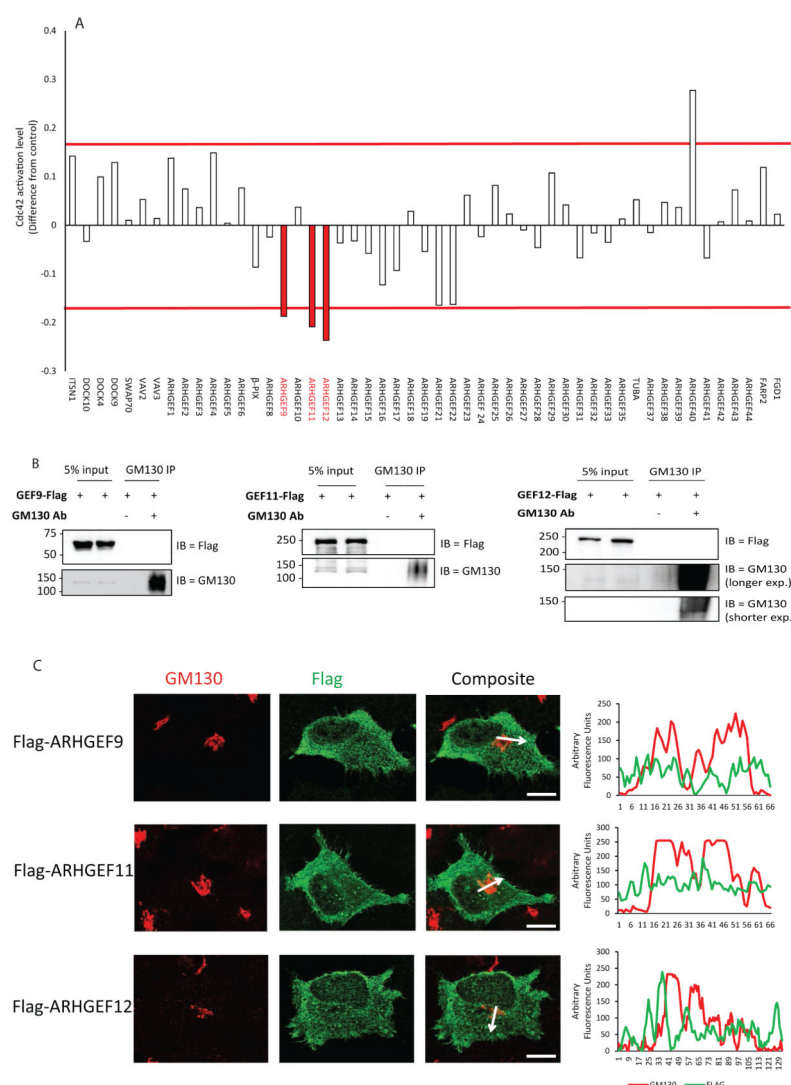 A
0.4
0.3
0.2
0.1
0
-0.1
-0.2
-0.3
Cdc42 activation level
(Difference from control)
ITSN1
DOCK10
DOCK4
DOCK9
SWAP70
VAV2
VAV3
ARHGEF1
ARHGEF2
ARHGEF3
ARHGEF4
ARHGEF5
ARHGEF6
β-PIX
ARHGEF8
ARHGEF9
ARHGEF10
ARHGEF11
ARHGEF12
ARHGEF13
ARHGEF14
ARHGEF15
ARHGEF16
ARHGEF17
ARHGEF18
ARHGEF19
ARHGEF21
ARHGEF22
ARHGEF23
ARHGEF 24
ARHGEF25
ARHGEF26
ARHGEF27
ARHGEF28
ARHGEF29
ARHGEF30
ARHGEF31
ARHGEF32
ARHGEF33
ARHGEF35
TUBA
ARHGEF37
ARHGEF38
ARHGEF39
ARHGEF40
ARHGEF41
ARHGEF42
ARHGEF43
ARHGEF44
FARP2
FGD1
B
5% input GM130 IP
GEF9-Flag + + + +
GM130 Ab - +
75
50
IB = Flag
150
100
IB = GM130
5% input GM130 IP
GEF11-Flag + + + +
GM130 Ab - +
250
IB = Flag
150
100
IB = GM130
5% input GM130 IP
GEF12-Flag + + + +
GM130 Ab - +
250
200
IB = Flag
150
IB = GM130
(longer exp.)
150
IB = GM130
(shorter exp.)
C
GM130 Flag Composite
Flag-ARHGEF9
Arbitrary
Fluorescence Units
250
200
150
100
50
0
1 6 11 16 21 26 31 36 41 46 51 56 61 66
Flag-ARHGEF11
Arbitrary
Fluorescence Units
300
250
200
150
100
50
0
1 6 11 16 21 26 31 36 41 46 51 56 61 66
Flag-ARHGEF12
Arbitrary
Fluorescence Units
300
250
200
150
100
50
0
1 9 17 25 33 41 49 57 65 73 81 89 97 105 113 121 129
GM130 FLAG